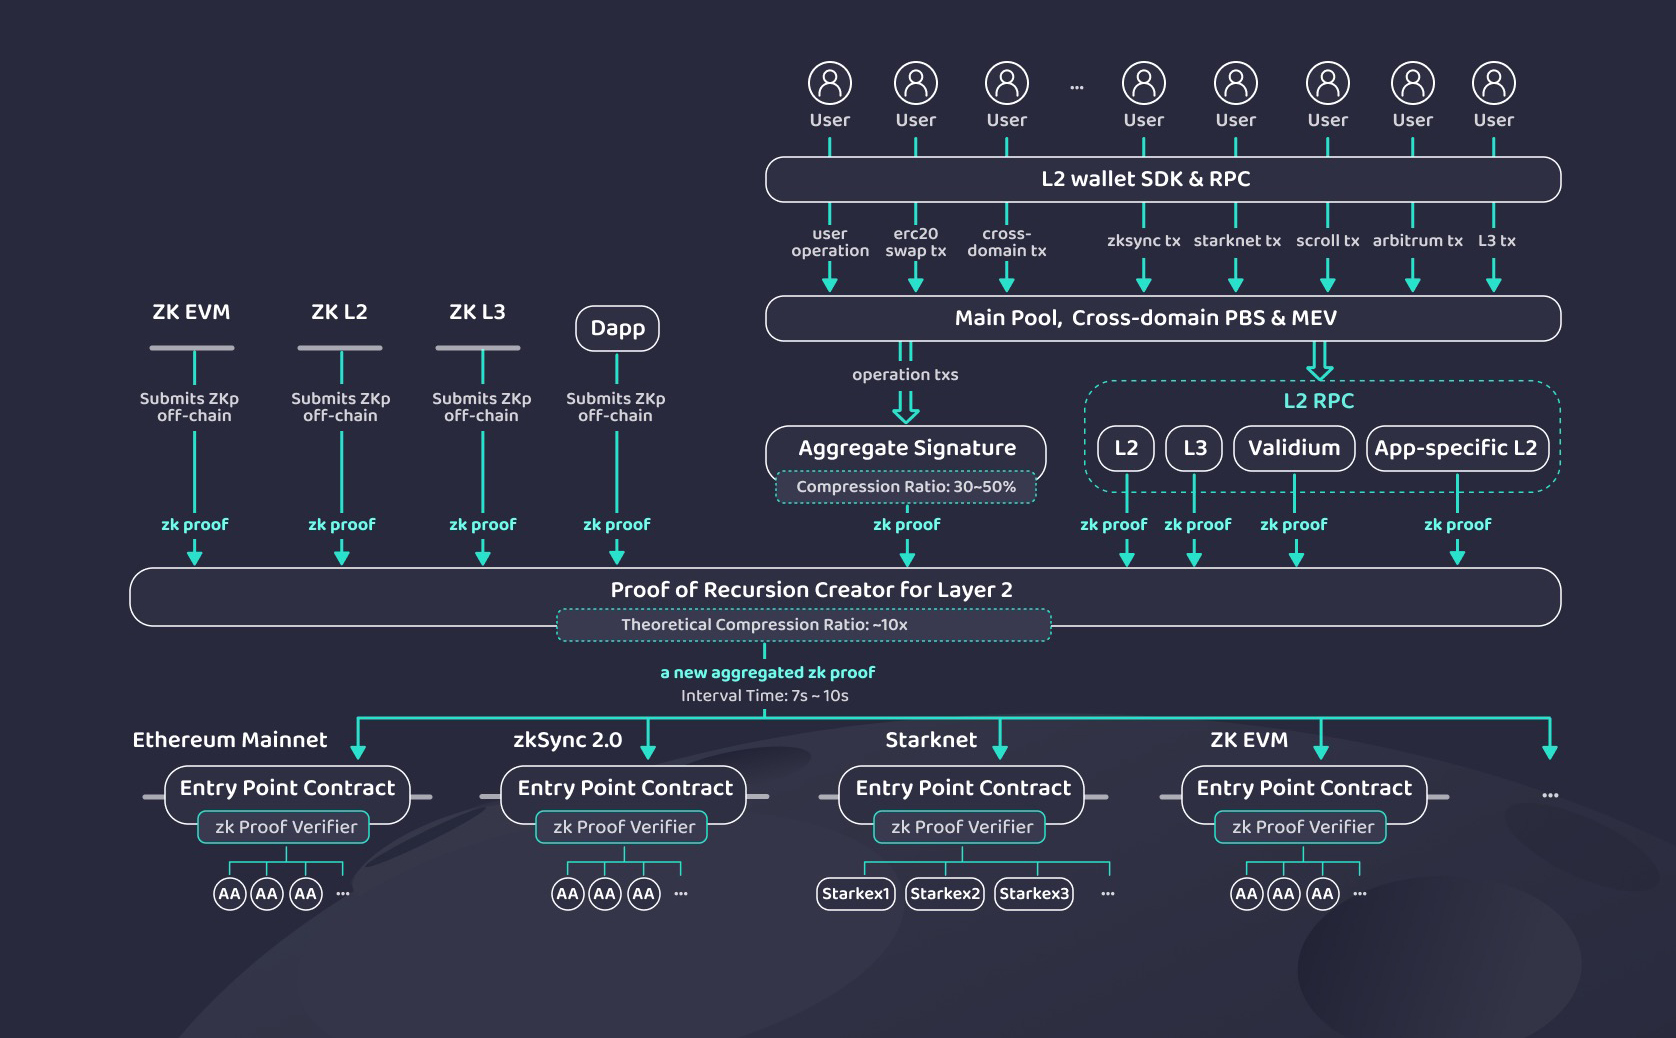 User User User ... User User User User User
L2 wallet SDK & RPC
user operation
erc20 swap tx
cross-domain tx
zksync tx
starknet tx
scroll tx
arbitrum tx
L3 tx
Main Pool, Cross-domain PBS & MEV
ZK EVM
ZK L2
ZK L3
Dapp
Submits ZKp
off-chain
Submits ZKp
off-chain
Submits ZKp
off-chain
Submits ZKp
off-chain
operation txs
L2 RPC
Aggregate Signature
Compression Ratio: 30~50%
L2
L3
Validium
App-specific L2
zk proof zk proof zk proof zk proof zk proof zk proof zk proof zk proof zk proof
Proof of Recursion Creator for Layer 2
Theoretical Compression Ratio: ~10x
a new aggregated zk proof
Interval Time: 7s ~ 10s
Ethereum Mainnet
Entry Point Contract
zk Proof Verifier
AA AA AA ...
zkSync 2.0
Entry Point Contract
zk Proof Verifier
AA AA AA ...
Starknet
Entry Point Contract
zk Proof Verifier
Starkex1 Starkex2 Starkex3 ...
ZK EVM
Entry Point Contract
zk Proof Verifier
AA AA AA ...
...